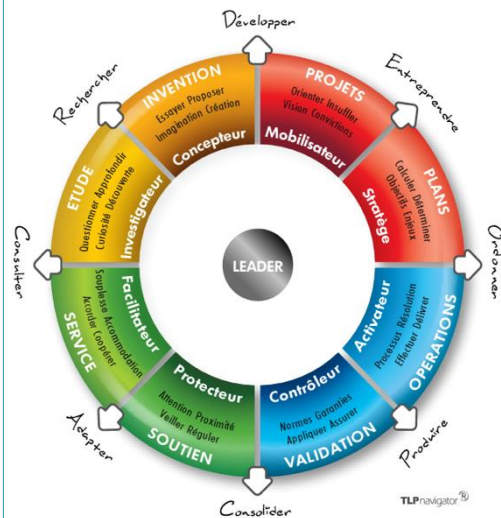 Développer
Entreprendre
Ordonner
Produire
Consolider
Adapter
Consulter
Rechercher
PROJETS
Orienter Insuffler
Vision Convictions
Mobilisateur
PLANS
Calculer Déterminer
Objectifs Enjeux
Stratège
OPERATIONS
Effectuer Délivrer
Processus Résolution
Activateur
Contrôleur
Normes Garanties
Appliquer Assurer
VALIDATION
Protecteur
Attention Proximité
Veiller Réguler
SOUTIEN
Facilitateur
Souplesse Accommodation
Accorder Coopérer
SERVICE
ETUDE
Questionner Approfondir
Curiosité Découverte
Investigateur
INVENTION
Essayer Proposer
Imagination Création
Concepteur
LEADER
TLP navigator ®